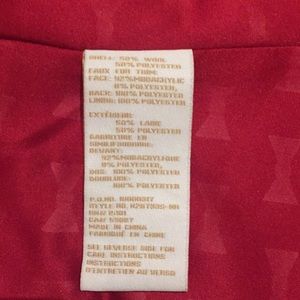 SHELL: 50% WOOL
50% POLYESTER
FAUX FUR TRIM:
FACE: 92% MODACRYLIC
8% POLYESTER
BACK: 100% POLYESTER
LINING: 100% POLYESTER
EXTÉRIEUR:
50% LAINE
50% POLYESTER
GARNITURE EN
DEVANT:
92% MODACRYLIQUE
8% POLYESTER,
DOS: 100% POLYESTER
DOUBLURE:
100% POLYESTER
P.O.NO.
STYLE NO.
MADE IN CHINA
FABRIQUÉ EN CHINE
SEE REVERSE SIDE FOR
CARE INSTRUCTIONS
INSTRUCTIONS
D'ENTRETIEN AU VERSO